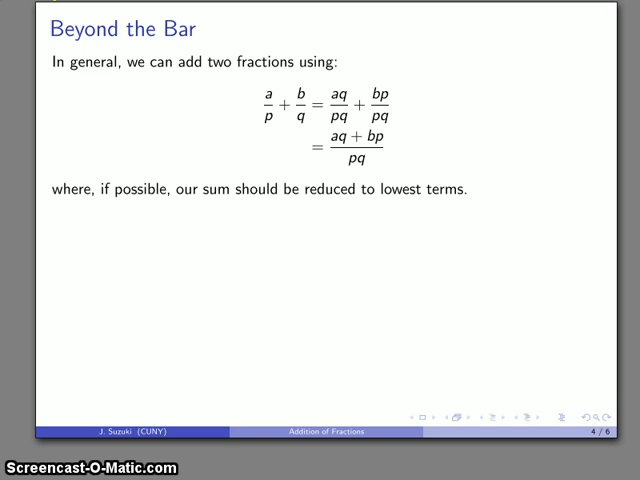 Beyond the Bar
In general, we can add two fractions using:
a/p + b/q = aq/pq + bp/pq
= aq + bp/pq
where, if possible, our sum should be reduced to lowest terms.
J. Suzuki (CUNY) Addition of Fractions 4 / 6
Screencast-O-Matic.com